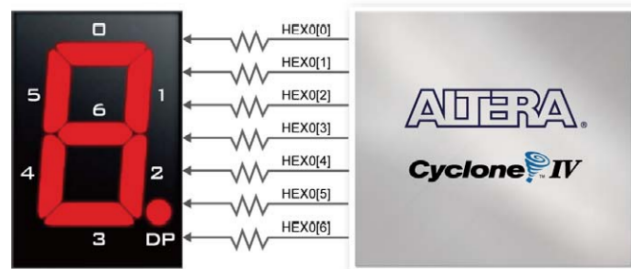 0
5
1
6
4
2
3
DP
HEX0[0]
HEX0[1]
HEX0[2]
HEX0[3]
HEX0[4]
HEX0[5]
HEX0[6]
ALTERA®
Cyclone™ IV